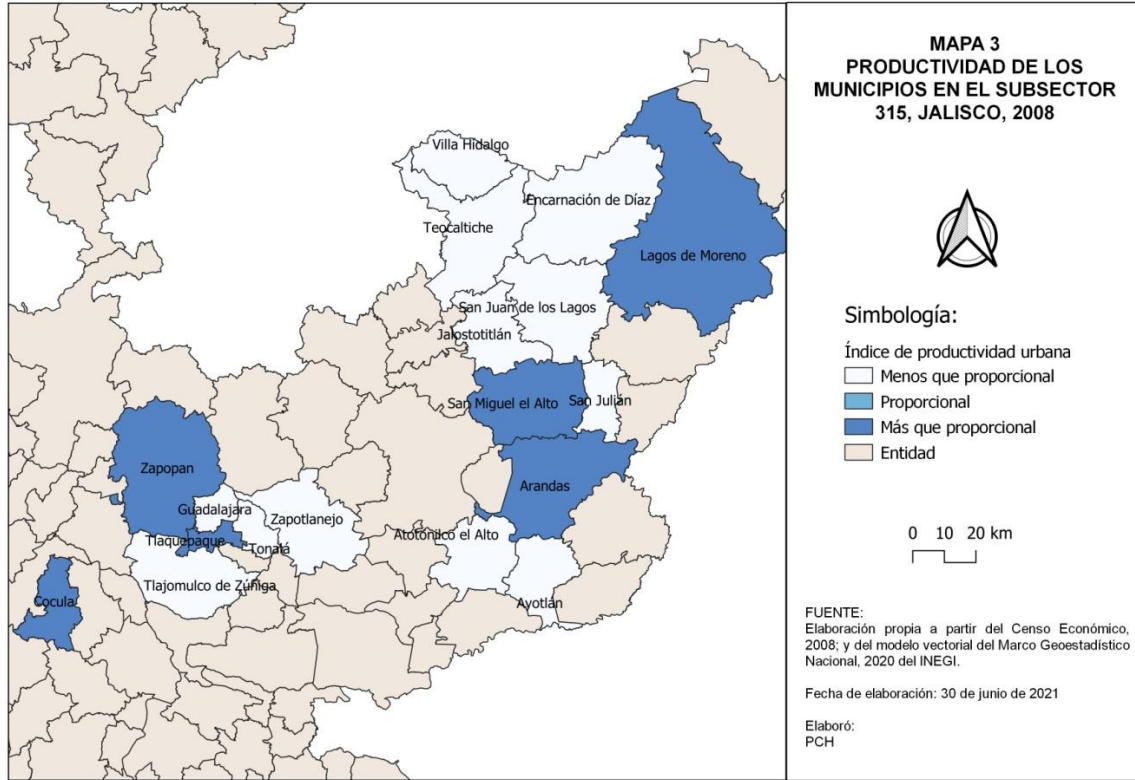 MAPA 3
PRODUCTIVIDAD DE LOS
MUNICIPIOS EN EL SUBSECTOR
315, JALISCO, 2008
Villa Hidalgo
Encarnación de Díaz
Teocaltiche
Lagos de Moreno
San Juan de los Lagos
Jalostotitlán
San Miguel el Alto
San Julián
Zapopan
Arandas
Guadalajara
Zapotlanejo
Tlaquepaque
Tonalá
Atotonilco el Alto
Tlajomulco de Zúñiga
Cocula
Ayotlán
Simbología:
Índice de productividad urbana
Menos que proporcional
Proporcional
Más que proporcional
Entidad
0 10 20 km
FUENTE:
Elaboración propia a partir del Censo Económico,
2008; y del modelo vectorial del Marco Geoestadístico
Nacional, 2020 del INEGI.
Fecha de elaboración: 30 de junio de 2021
Elaboró:
PCH